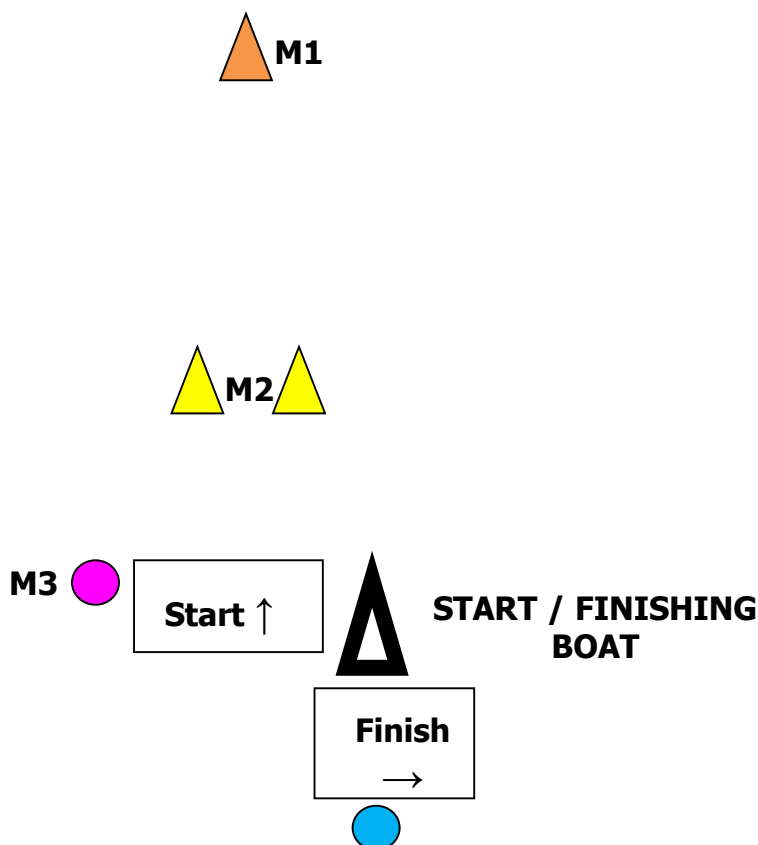 M1
M2
M3
Start ↑
START / FINISHING
BOAT
Finish
→